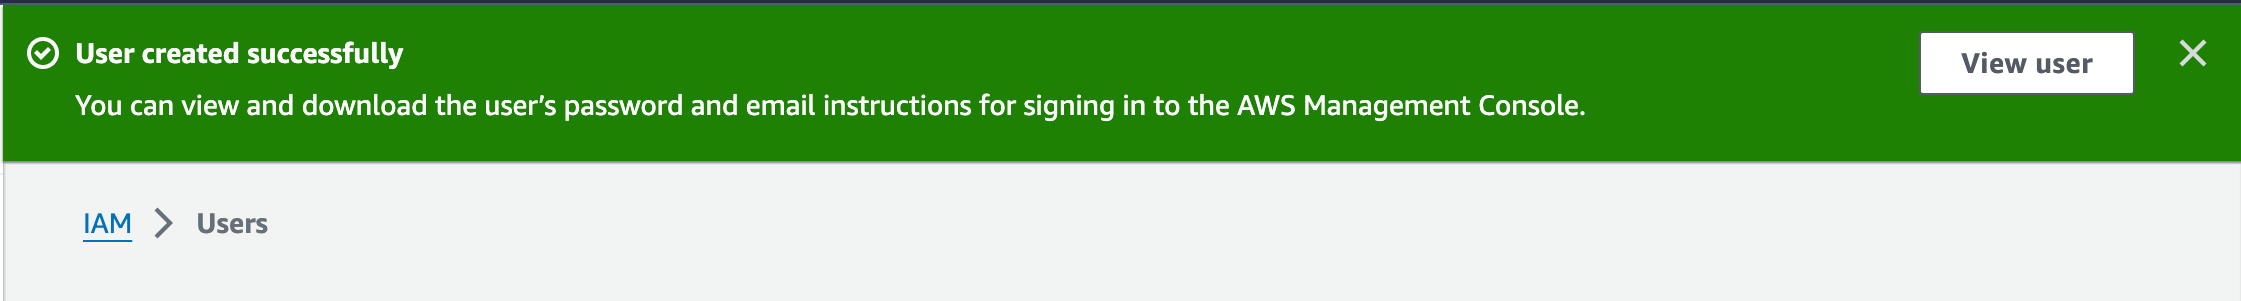 User created successfully
View user
You can view and download the user’s password and email instructions for signing in to the AWS Management Console.
IAM > Users